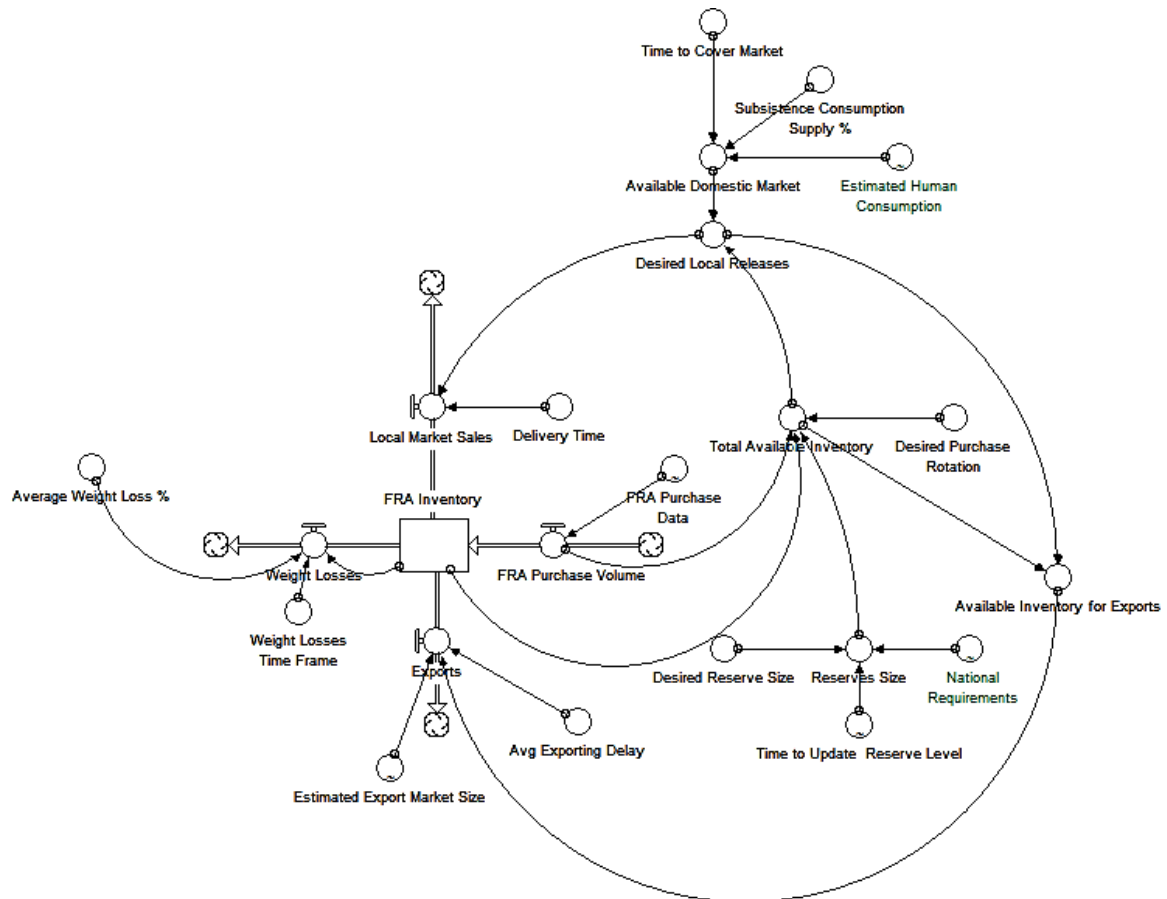 Time to Cover Market
Subsistence Consumption
Supply %
Available Domestic Market
Estimated Human
Consumption
Desired Local Releases
Local Market Sales
Delivery Time
Total Available Inventory
Desired Purchase
Rotation
Average Weight Loss %
FRA Inventory
FRA Purchase
Data
Weight Losses
FRA Purchase Volume
Available Inventory for Exports
Weight Losses
Time Frame
Exports
Desired Reserve Size
Reserves Size
National
Requirements
Avg Exporting Delay
Time to Update Reserve Level
Estimated Export Market Size